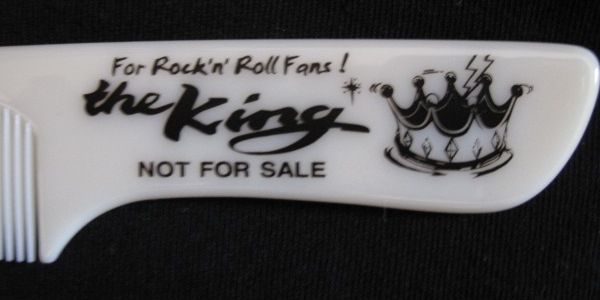 For Rock'n' Roll Fans!
the King
NOT FOR SALE